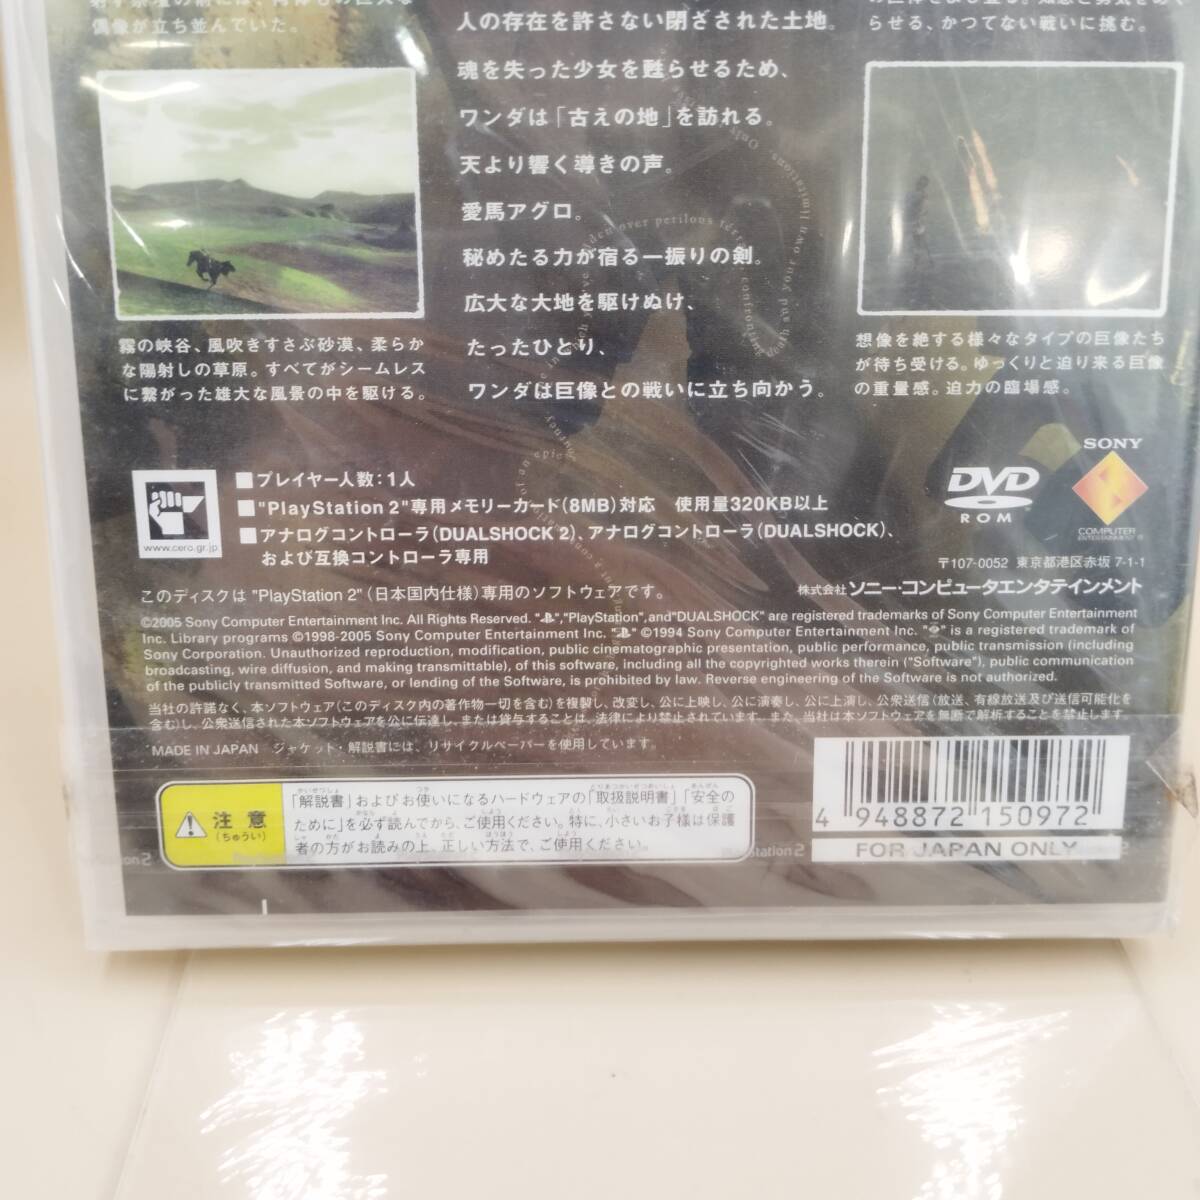 偶像が立ち並んでいた。
霧の峡谷、風吹きすさぶ砂漠、柔らか
な陽射しの草原。すべてがシームレス
に繋がった雄大な風景の中を駆ける。
人の存在を許さない閉ざされた土地。
魂を失った少女を甦らせるため、
ワンダは「古えの地」を訪れる。
天より響く導きの声。
愛馬アグロ。
秘めたる力が宿る一振りの剣。
広大な大地を駆けぬけ、
たったひとり、
ワンダは巨像との戦いに立ち向かう。
らせる、かつてない戦いに挑む。
想像を絶する様々なタイプの巨像たち
が待ち受ける。ゆっくりと迫り来る巨像
の重量感。迫力の臨場感。
www.cero.gr.jp
■プレイヤー人数:1人
■"PlayStation 2"専用メモリーカード(8MB)対応 使用量320KB以上
■アナログコントローラ(DUALSHOCK 2)、アナログコントローラ(DUALSHOCK)、
および互換コントローラ専用
DVD
ROM
SONY
COMPUTER
ENTERTAINMENT
〒107-0052 東京都港区赤坂 7-1-1
株式会社 ソニー・コンピュータエンタテインメント
このディスクは "PlayStation 2" (日本国内仕様)専用のソフトウェアです。
©2005 Sony Computer Entertainment Inc. All Rights Reserved. "","PlayStation",and"DUALSHOCK" are registered trademarks of Sony Computer Entertainment
Inc. Library programs ©1998-2005 Sony Computer Entertainment Inc. "" ©1994 Sony Computer Entertainment Inc. "" is a registered trademark of
Sony Corporation. Unauthorized reproduction, modification, public cinematographic presentation, public performance, public transmission (including
broadcasting, wire diffusion, and making transmittable), of this software, including all the copyrighted works therein ("Software"), public communication
of the publicly transmitted Software, or lending of the Software, is prohibited by law. Reverse engineering of the Software is not authorized.
当社の許諾なく、本ソフトウェア(このディスク内の著作物一切を含む)を複製し、改変し、公に上映し、公に演奏し、公に上演し、公衆送信(放送、有線放送及び送信可能化を
含む)し、公衆送信された本ソフトウェアを公に伝達し、または貸与することは、法律により禁止されています。また、当社は本ソフトウェアを無断で解析することを禁止します。
MADE IN JAPAN ジャケット・解説書には、リサイクルペーパーを使用しています。
注意
(ちゅうい)
「解説書」およびお使いになるハードウェアの「取扱説明書」「安全の
ために」を必ず読んでから、ご使用ください。特に、小さいお子様は保護
者の方がお読みの上、正しい方法で、ご使用ください。
4 948872 150972
FOR JAPAN ONLY